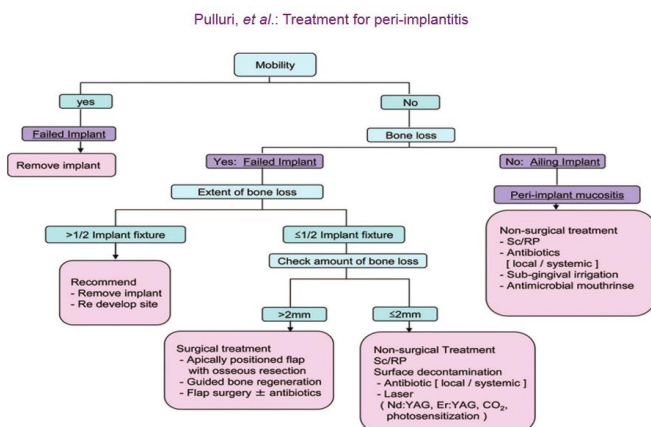 Pulluri, et al.: Treatment for peri-implantitis
Mobility
yes
No
Failed Implant
Bone loss
Remove implant
Yes: Failed Implant
No: Ailing Implant
Extent of bone loss
Peri-implant mucositis
>1/2 Implant fixture
≤1/2 Implant fixture
Non-surgical treatment
- Sc/RP
- Antibiotics
[ local / systemic ]
- Sub-gingival irrigation
- Antimicrobial mouthrinse
Check amount of bone loss
Recommend
- Remove implant
- Re develop site
>2mm
≤2mm
Surgical treatment
- Apically positioned flap
with osseous resection
- Guided bone regeneration
- Flap surgery ± antibiotics
Non-surgical Treatment
Sc/RP
Surface decontamination
- Antibiotic [ local / systemic ]
- Laser
( Nd:YAG, Er:YAG, CO₂,
photosensitization )